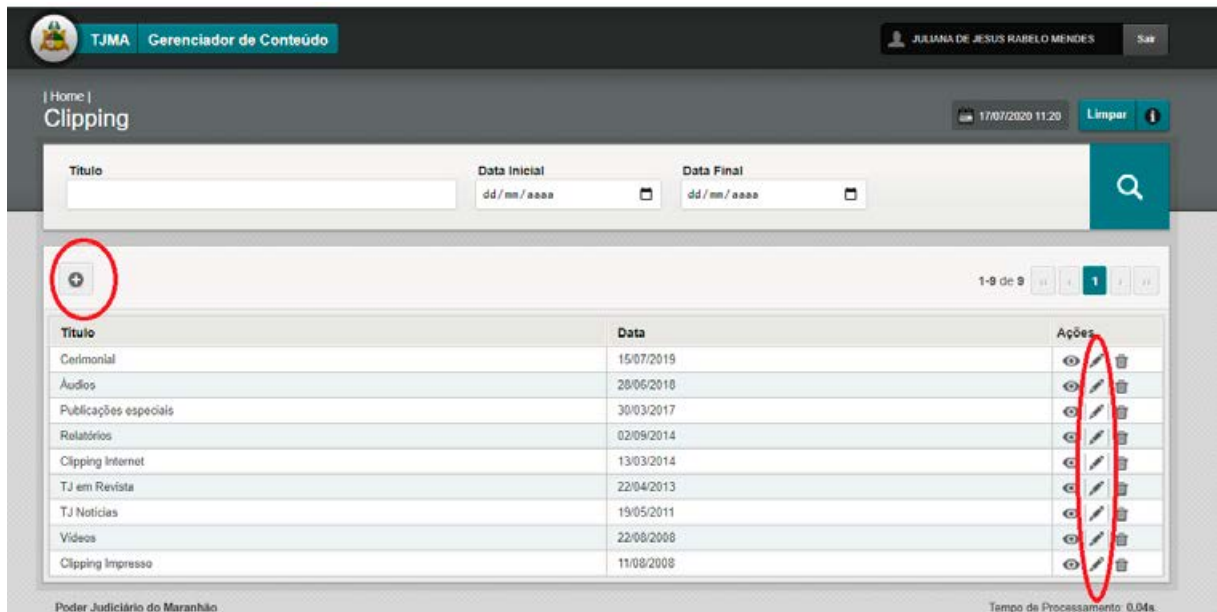 TJMA Gerenciador de Conteúdo
JULIANA DE JESUS RABELO MENDES Sair
| Home |
Clipping
17/07/2020 11:20 Limpar
Título Data Inicial Data Final
dd/mm/aaaa dd/mm/aaaa
1-9 de 9 1
Título Data Ações
Cerimonial 15/07/2019
Áudios 28/06/2018
Publicações especiais 30/03/2017
Relatórios 02/09/2014
Clipping Internet 13/03/2014
TJ em Revista 22/04/2013
TJ Notícias 19/05/2011
Vídeos 22/08/2008
Clipping Impresso 11/08/2008
Poder Judiciário do Maranhão Tempo de Processamento: 0.04s